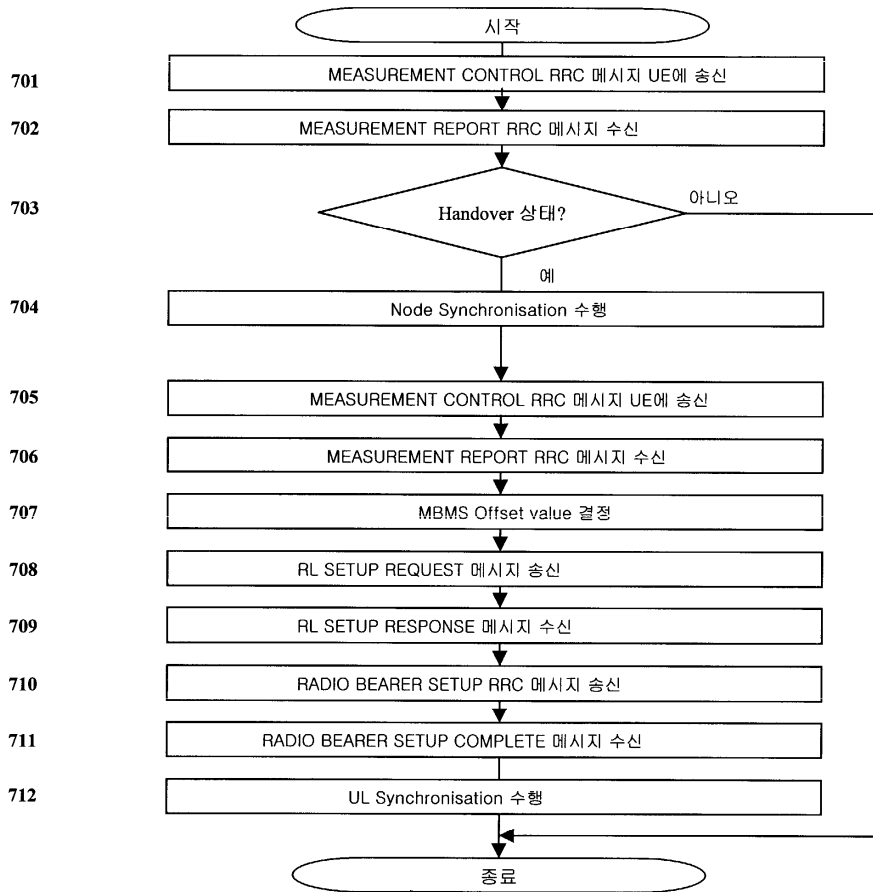 시작
701 MEASUREMENT CONTROL RRC 메시지 UE에 송신
702 MEASUREMENT REPORT RRC 메시지 수신
703 Handover 상태? 아니오
예
704 Node Synchronisation 수행
705 MEASUREMENT CONTROL RRC 메시지 UE에 송신
706 MEASUREMENT REPORT RRC 메시지 수신
707 MBMS Offset value 결정
708 RL SETUP REQUEST 메시지 송신
709 RL SETUP RESPONSE 메시지 수신
710 RADIO BEARER SETUP RRC 메시지 송신
711 RADIO BEARER SETUP COMPLETE 메시지 수신
712 UL Synchronisation 수행
종료